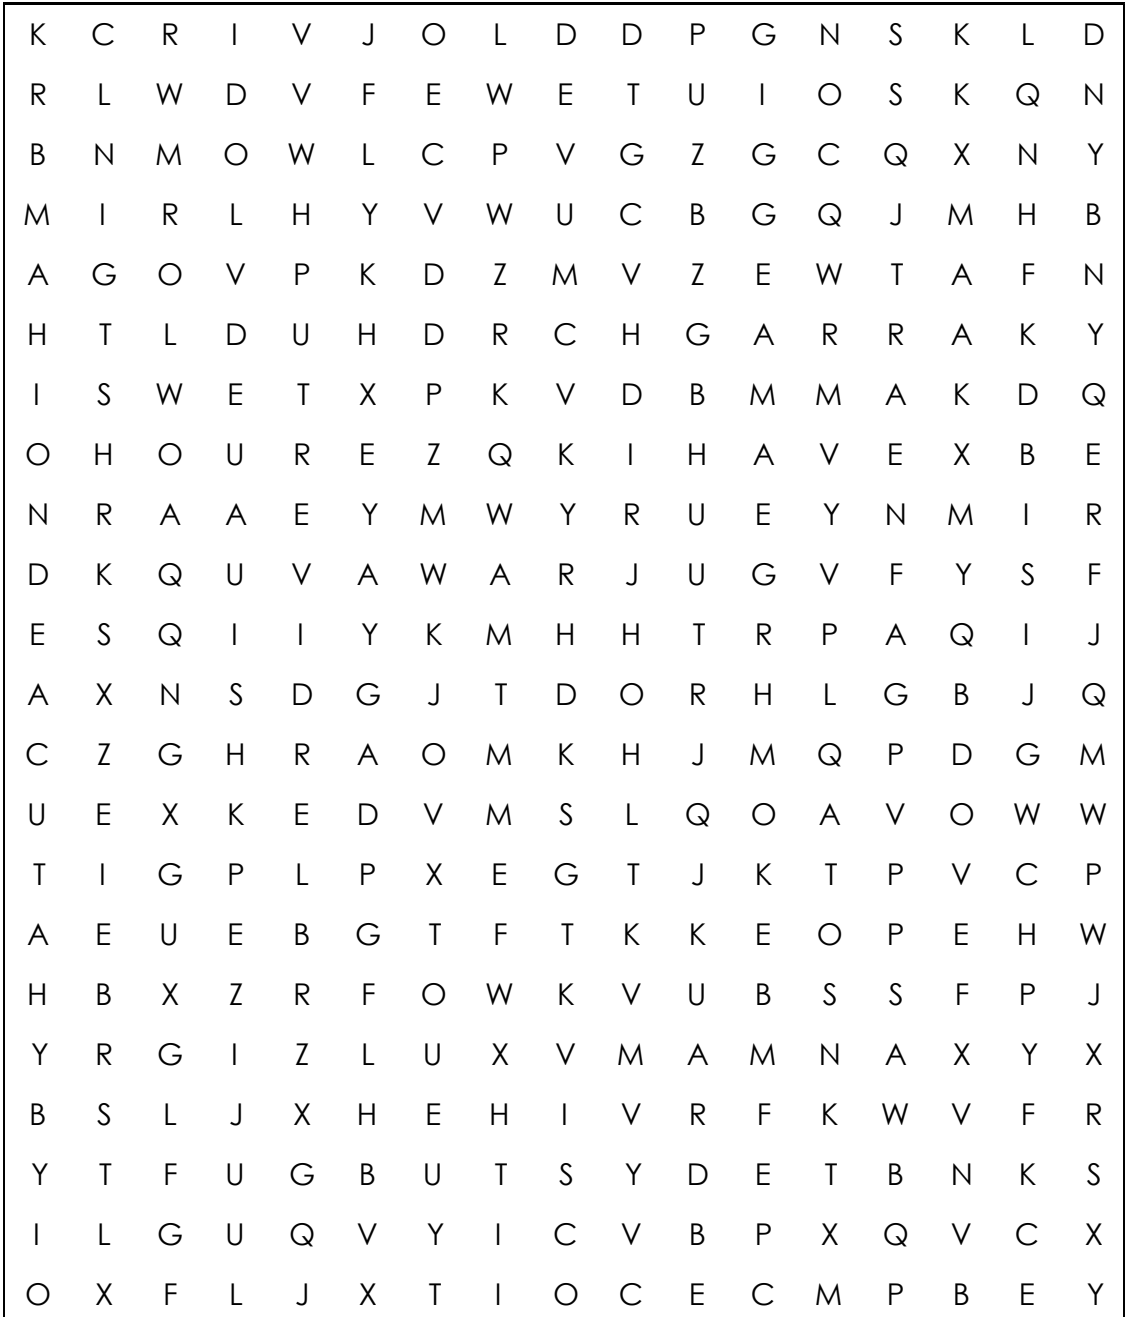 K C R I V J O L D D P G N S K L D
R L W D V F E W E T U I O S K Q N
B N M O W L C P V G Z G C Q X N Y
M I R L H Y V W U C B G Q J M H B
A G O V P K D Z M V Z E W T A F N
H T L D U H D R C H G A R R A K Y
I S W E T X P K V D B M M A K D Q
O H O U R E Z Q K I H A V E X B E
N R A A E Y M W Y R U E Y N M I R
D K Q U V A W A R J U G V F Y S F
E S Q I I Y K M H H T R P A Q I J
A X N S D G J T D O R H L G B J Q
C Z G H R A O M K H J M Q P D G M
U E X K E D V M S L Q O A V O W W
T I G P L P X E G T J K T P V C P
A E U E B G T F T K K E O P E H W
H B X Z R F O W K V U B S S F P J
Y R G I Z L U X V M A M N A X Y X
B S L J X H E H I V R F K W V F R
Y T F U G B U T S Y D E T B N K S
I L G U Q V Y I C V B P X Q V C X
O X F L J X T I O C E C M P B E Y